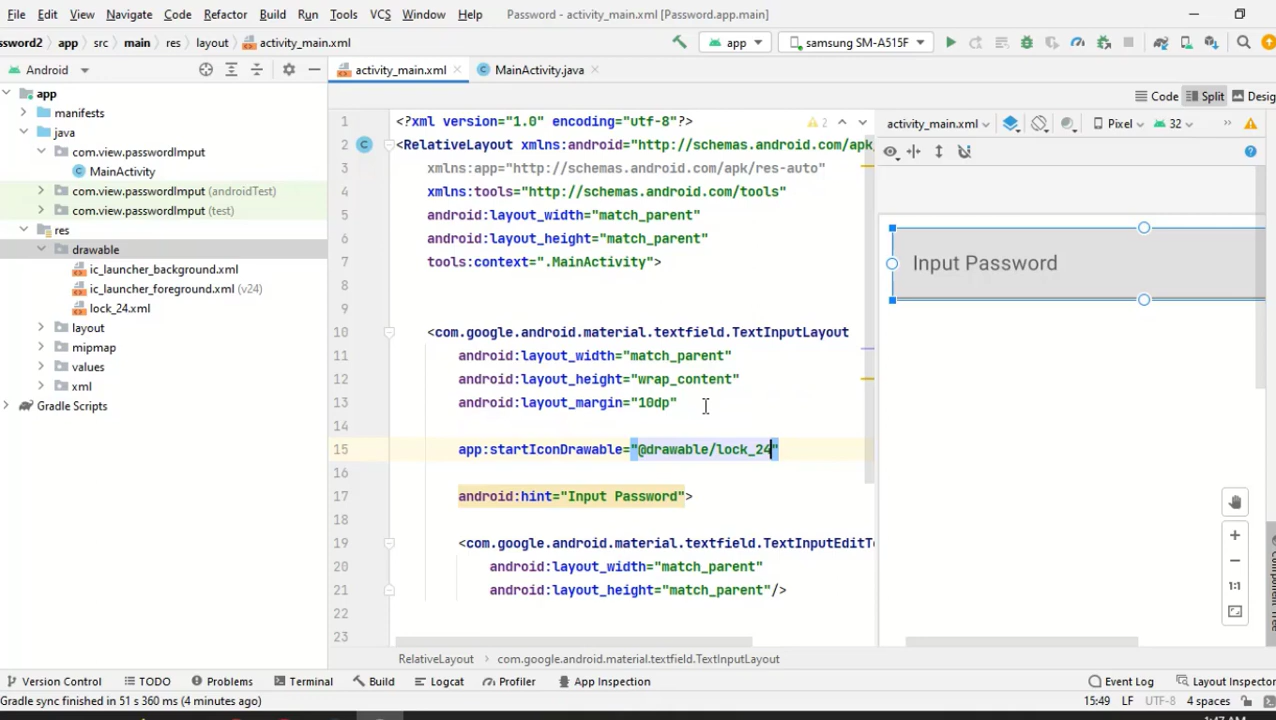 File Edit View Navigate Code Refactor Build Run Tools VCS Window Help Password - activity_main.xml [Password.app.main]
ssword2 app src main res layout activity_main.xml app samsung SM-A515F
Android activity_main.xml MainActivity.java
Code Split Desig
app
manifests
java
com.view.passwordImput
MainActivity
com.view.passwordImput (androidTest)
com.view.passwordImput (test)
res
drawable
ic_launcher_background.xml
ic_launcher_foreground.xml (v24)
lock_24.xml
layout
mipmap
values
xml
Gradle Scripts
1 <?xml version="1.0" encoding="utf-8"?> 2
2 <RelativeLayout xmlns:android="http://schemas.android.com/apk
3 xmlns:app="http://schemas.android.com/apk/res-auto"
4 xmlns:tools="http://schemas.android.com/tools"
5 android:layout_width="match_parent"
6 android:layout_height="match_parent"
7 tools:context=".MainActivity">
8
9
10 <com.google.android.material.textfield.TextInputLayout
11 android:layout_width="match_parent"
12 android:layout_height="wrap_content"
13 android:layout_margin="10dp"
14
15 app:startIconDrawable="@drawable/lock_24"
16
17 android:hint="Input Password">
18
19 <com.google.android.material.textfield.TextInputEditTe
20 android:layout_width="match_parent"
21 android:layout_height="match_parent"/>
22
23
activity_main.xml Pixel 32
Input Password
1:1
RelativeLayout com.google.android.material.textfield.TextInputLayout
Version Control TODO Problems Terminal Build Logcat Profiler App Inspection Event Log Layout Inspector
Gradle sync finished in 51 s 360 ms (4 minutes ago) 15:49 LF UTF-8 4 spaces